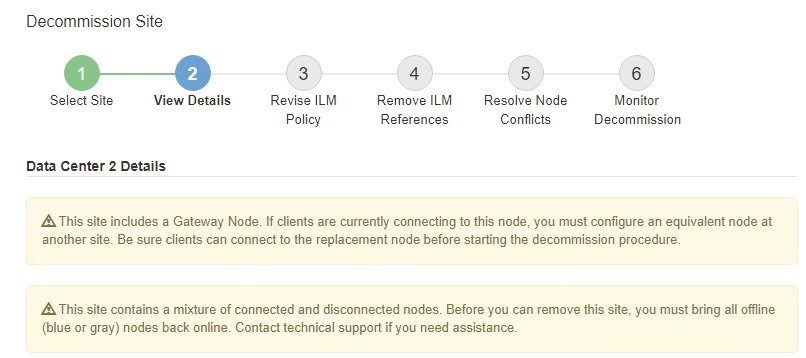 Decommission Site
1 2 3 4 5 6
Select Site View Details Revise ILM Remove ILM Resolve Node Monitor
Policy References Conflicts Decommission
Data Center 2 Details
This site includes a Gateway Node. If clients are currently connecting to this node, you must configure an equivalent node at
another site. Be sure clients can connect to the replacement node before starting the decommission procedure.
This site contains a mixture of connected and disconnected nodes. Before you can remove this site, you must bring all offline
(blue or gray) nodes back online. Contact technical support if you need assistance.